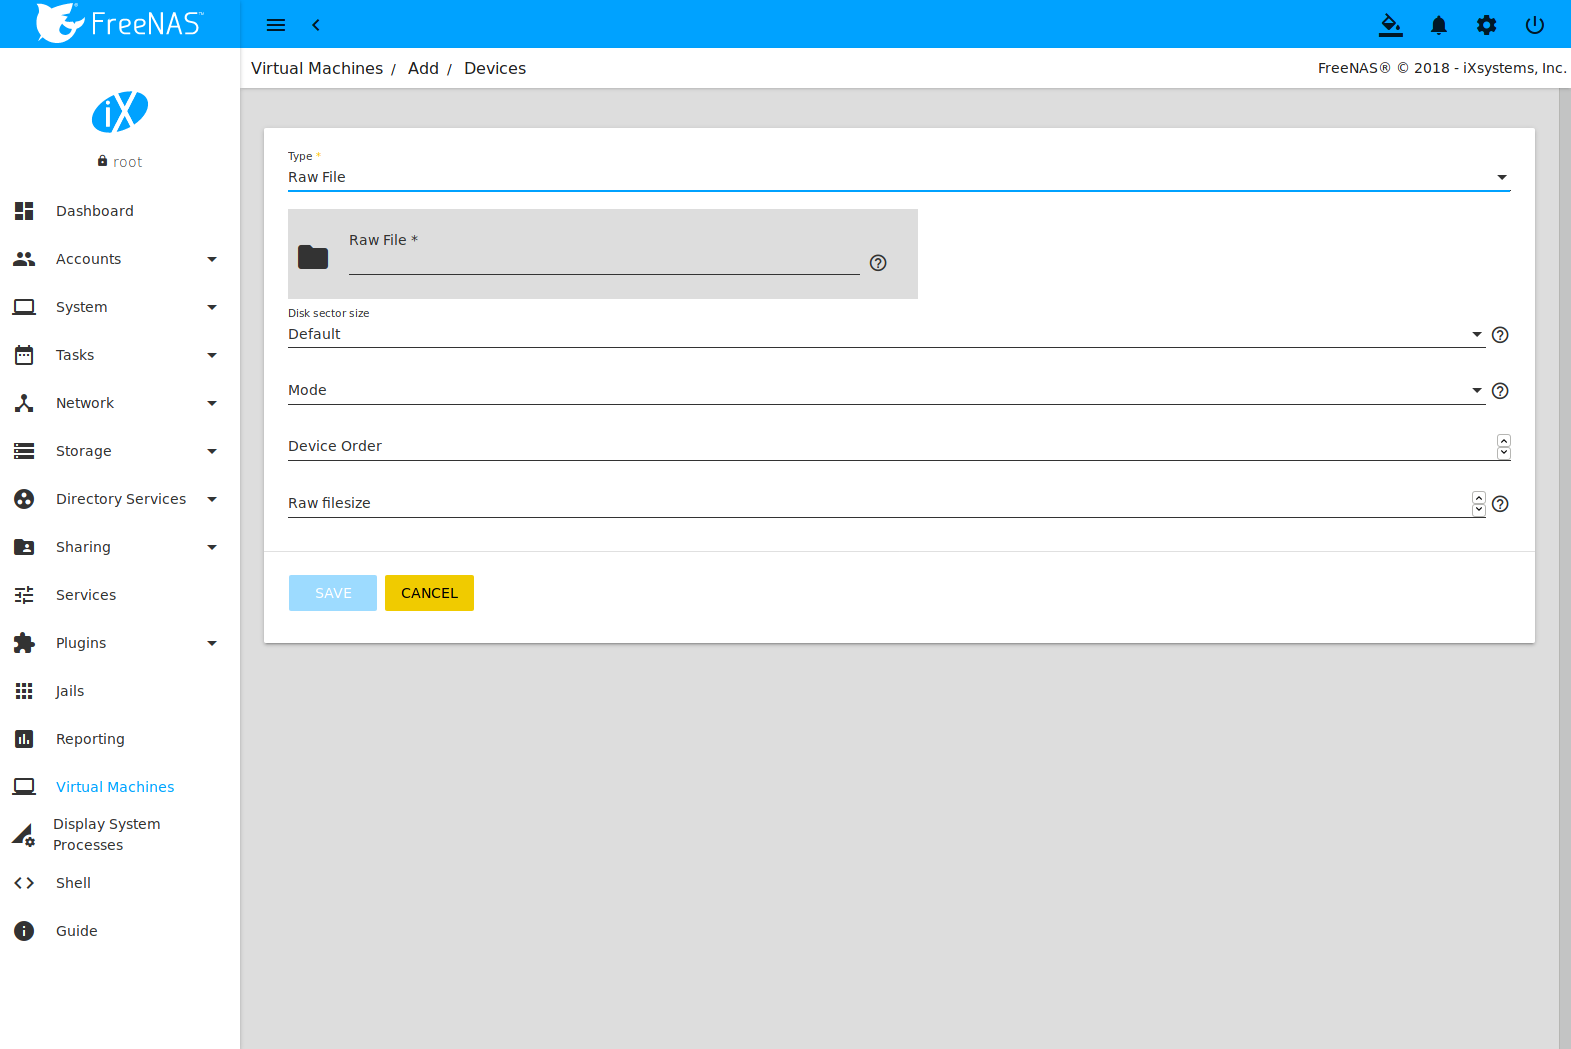 FreeNAS™
Virtual Machines / Add / Devices
FreeNAS® © 2018 - iXsystems, Inc.
iX
root
Dashboard
Accounts
System
Tasks
Network
Storage
Directory Services
Sharing
Services
Plugins
Jails
Reporting
Virtual Machines
Display System
Processes
Shell
Guide
Type *
Raw File
Raw File *
Disk sector size
Default
Mode
Device Order
Raw filesize
SAVE
CANCEL